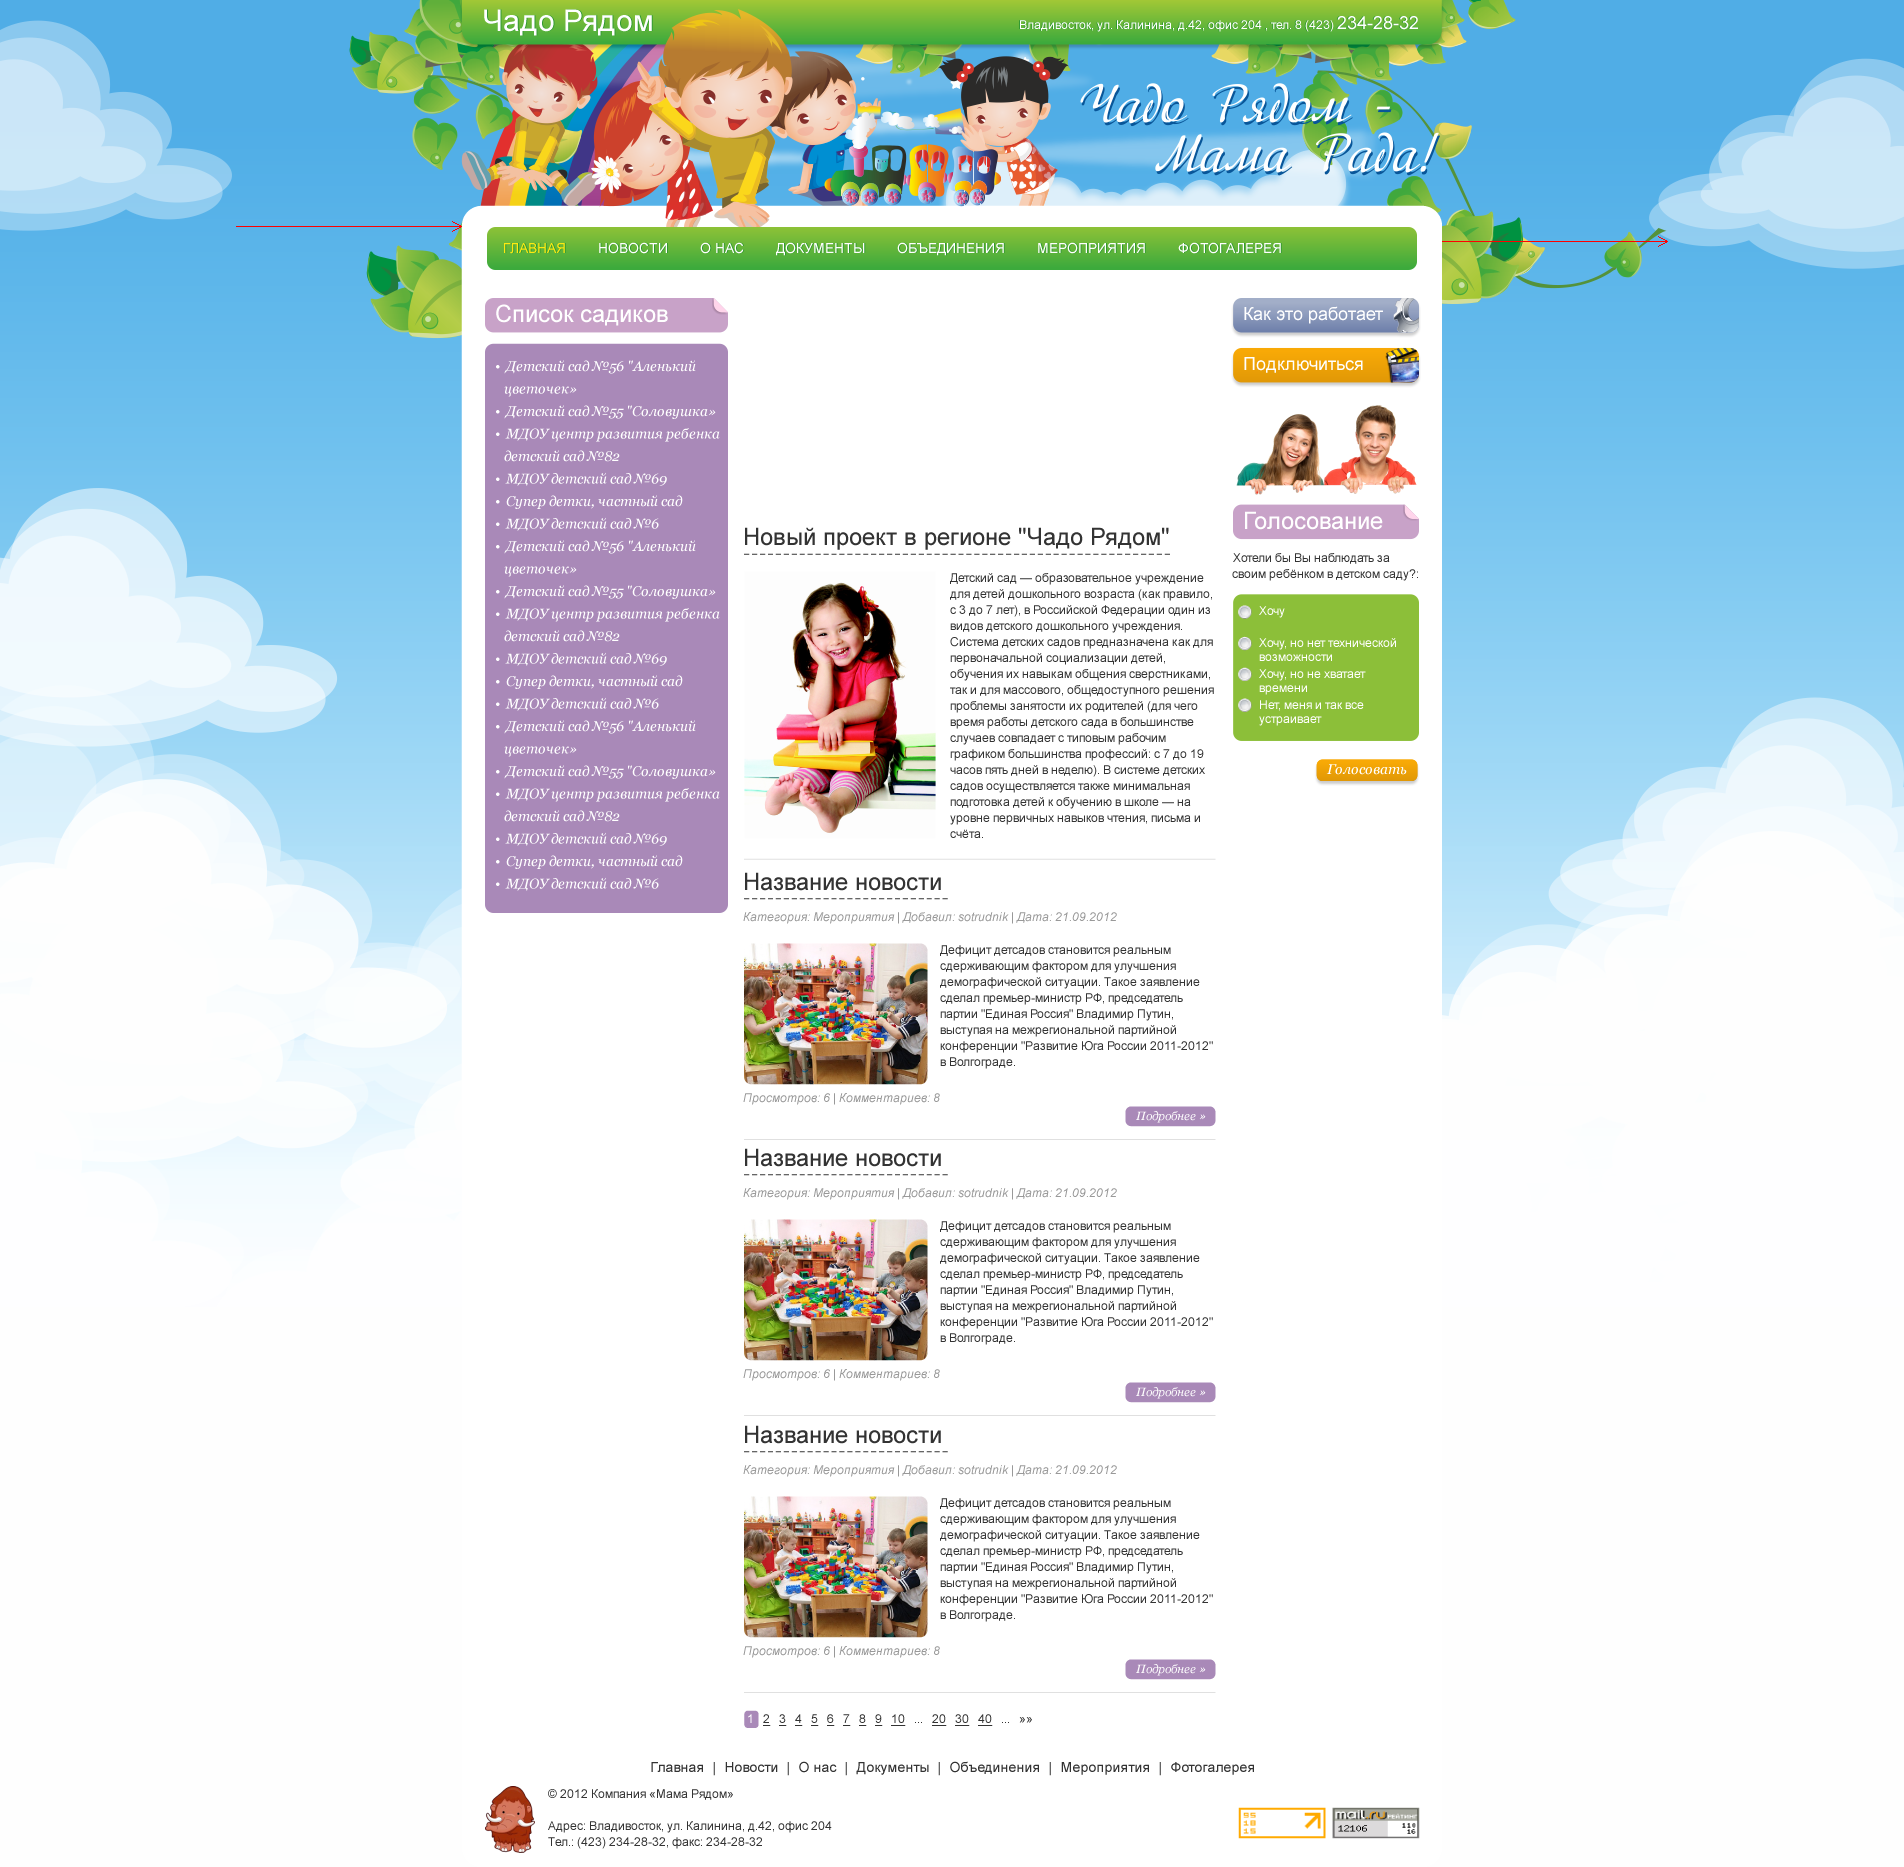 Чадо Рядом
Владивосток, ул. Калинина, д.42, офис 204 , тел. 8 (423) 234-28-32
Чадо Рядом -
Мама Рада!
ГЛАВНАЯ НОВОСТИ О НАС ДОКУМЕНТЫ ОБЪЕДИНЕНИЯ МЕРОПРИЯТИЯ ФОТОГАЛЕРЕЯ
Список садиков
• Детский сад №56 "Аленький
цветочек»
• Детский сад №55 "Соловушка»
• МДОУ центр развития ребенка
детский сад №82
• МДОУ детский сад №69
• Супер детки, частный сад
• МДОУ детский сад №6
• Детский сад №56 "Аленький
цветочек»
• Детский сад №55 "Соловушка»
• МДОУ центр развития ребенка
детский сад №82
• МДОУ детский сад №69
• Супер детки, частный сад
• МДОУ детский сад №6
• Детский сад №56 "Аленький
цветочек»
• Детский сад №55 "Соловушка»
• МДОУ центр развития ребенка
детский сад №82
• МДОУ детский сад №69
• Супер детки, частный сад
• МДОУ детский сад №6
Новый проект в регионе "Чадо Рядом"
Детский сад — образовательное учреждение
для детей дошкольного возраста (как правило,
с 3 до 7 лет), в Российской Федерации один из
видов детского дошкольного учреждения.
Система детских садов предназначена как для
первоначальной социализации детей,
обучения их навыкам общения сверстниками,
так и для массового, общедоступного решения
проблемы занятости их родителей (для чего
время работы детского сада в большинстве
случаев совпадает с типовым рабочим
графиком большинства профессий: с 7 до 19
часов пять дней в неделю). В системе детских
садов осуществляется также минимальная
подготовка детей к обучению в школе — на
уровне первичных навыков чтения, письма и
счёта.
Название новости
Категория: Мероприятия | Добавил: sotrudnik | Дата: 21.09.2012
Дефицит детсадов становится реальным
сдерживающим фактором для улучшения
демографической ситуации. Такое заявление
сделал премьер-министр РФ, председатель
партии "Единая Россия" Владимир Путин,
выступая на межрегиональной партийной
конференции "Развитие Юга России 2011-2012"
в Волгограде.
Просмотров: 6 | Комментариев: 8
Подробнее »
Название новости
Категория: Мероприятия | Добавил: sotrudnik | Дата: 21.09.2012
Дефицит детсадов становится реальным
сдерживающим фактором для улучшения
демографической ситуации. Такое заявление
сделал премьер-министр РФ, председатель
партии "Единая Россия" Владимир Путин,
выступая на межрегиональной партийной
конференции "Развитие Юга России 2011-2012"
в Волгограде.
Просмотров: 6 | Комментариев: 8
Подробнее »
Название новости
Категория: Мероприятия | Добавил: sotrudnik | Дата: 21.09.2012
Дефицит детсадов становится реальным
сдерживающим фактором для улучшения
демографической ситуации. Такое заявление
сделал премьер-министр РФ, председатель
партии "Единая Россия" Владимир Путин,
выступая на межрегиональной партийной
конференции "Развитие Юга России 2011-2012"
в Волгограде.
Просмотров: 6 | Комментариев: 8
Подробнее »
1 2 3 4 5 6 7 8 9 10 ... 20 30 40 ... »»
Как это работает
Подключиться
Голосование
Хотели бы Вы наблюдать за
своим ребёнком в детском саду?:
Хочу
Хочу, но нет технической
возможности
Хочу, но не хватает
времени
Нет, меня и так все
устраивает
Голосовать
Главная | Новости | О нас | Документы | Объединения | Мероприятия | Фотогалерея
© 2012 Компания «Мама Рядом»
Адрес: Владивосток, ул. Калинина, д.42, офис 204
Тел.: (423) 234-28-32, факс: 234-28-32
mail.ru РЕЙТИНГ
12106